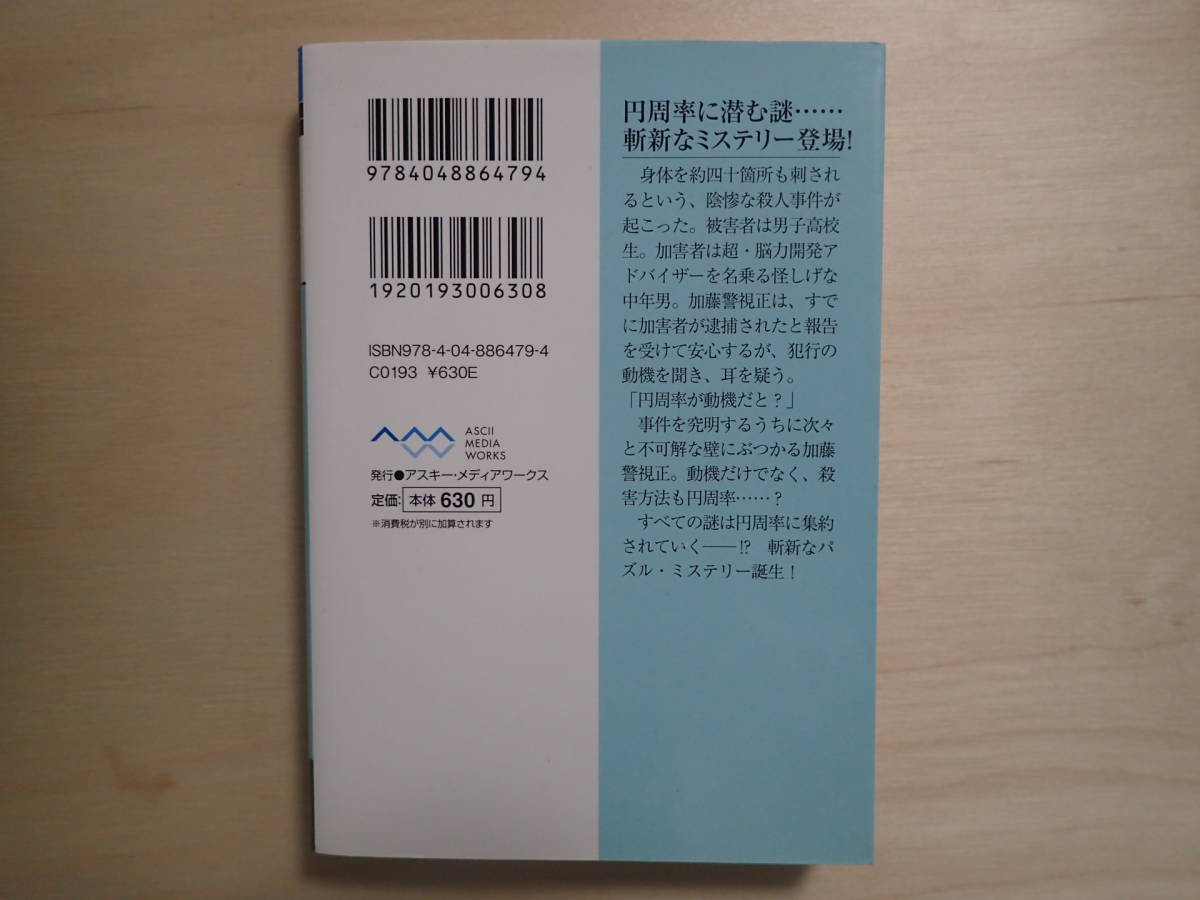 9784048864794
1920193006308
ISBN978-4-04-886479-4
C0193 ¥630E
ASCII
MEDIA
WORKS
発行●アスキー・メディアワークス
定価:本体630円
※消費税が別に加算されます
円周率に潜む謎……
斬新なミステリー登場!
身体を約四十箇所も刺され
るという、陰惨な殺人事件が
起こった。被害者は男子高校
生。加害者は超・脳力開発ア
ドバイザーを名乗る怪しげな
中年男。加藤警視正は、すで
に加害者が逮捕されたと報告
を受けて安心するが、犯行の
動機を聞き、耳を疑う。
「円周率が動機だと?」
事件を究明するうちに次々
と不可解な壁にぶつかる加藤
警視正。動機だけでなく、殺
害方法も円周率……?
すべての謎は円周率に集約
されていく――!? 斬新なパ
ズル・ミステリー誕生!